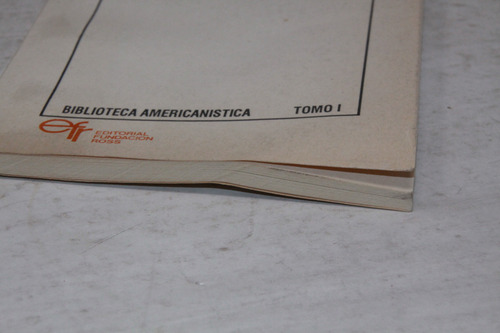 BIBLIOTECA AMERICANISTICA TOMO I
efr EDITORIAL
FUNDACION
ROSS